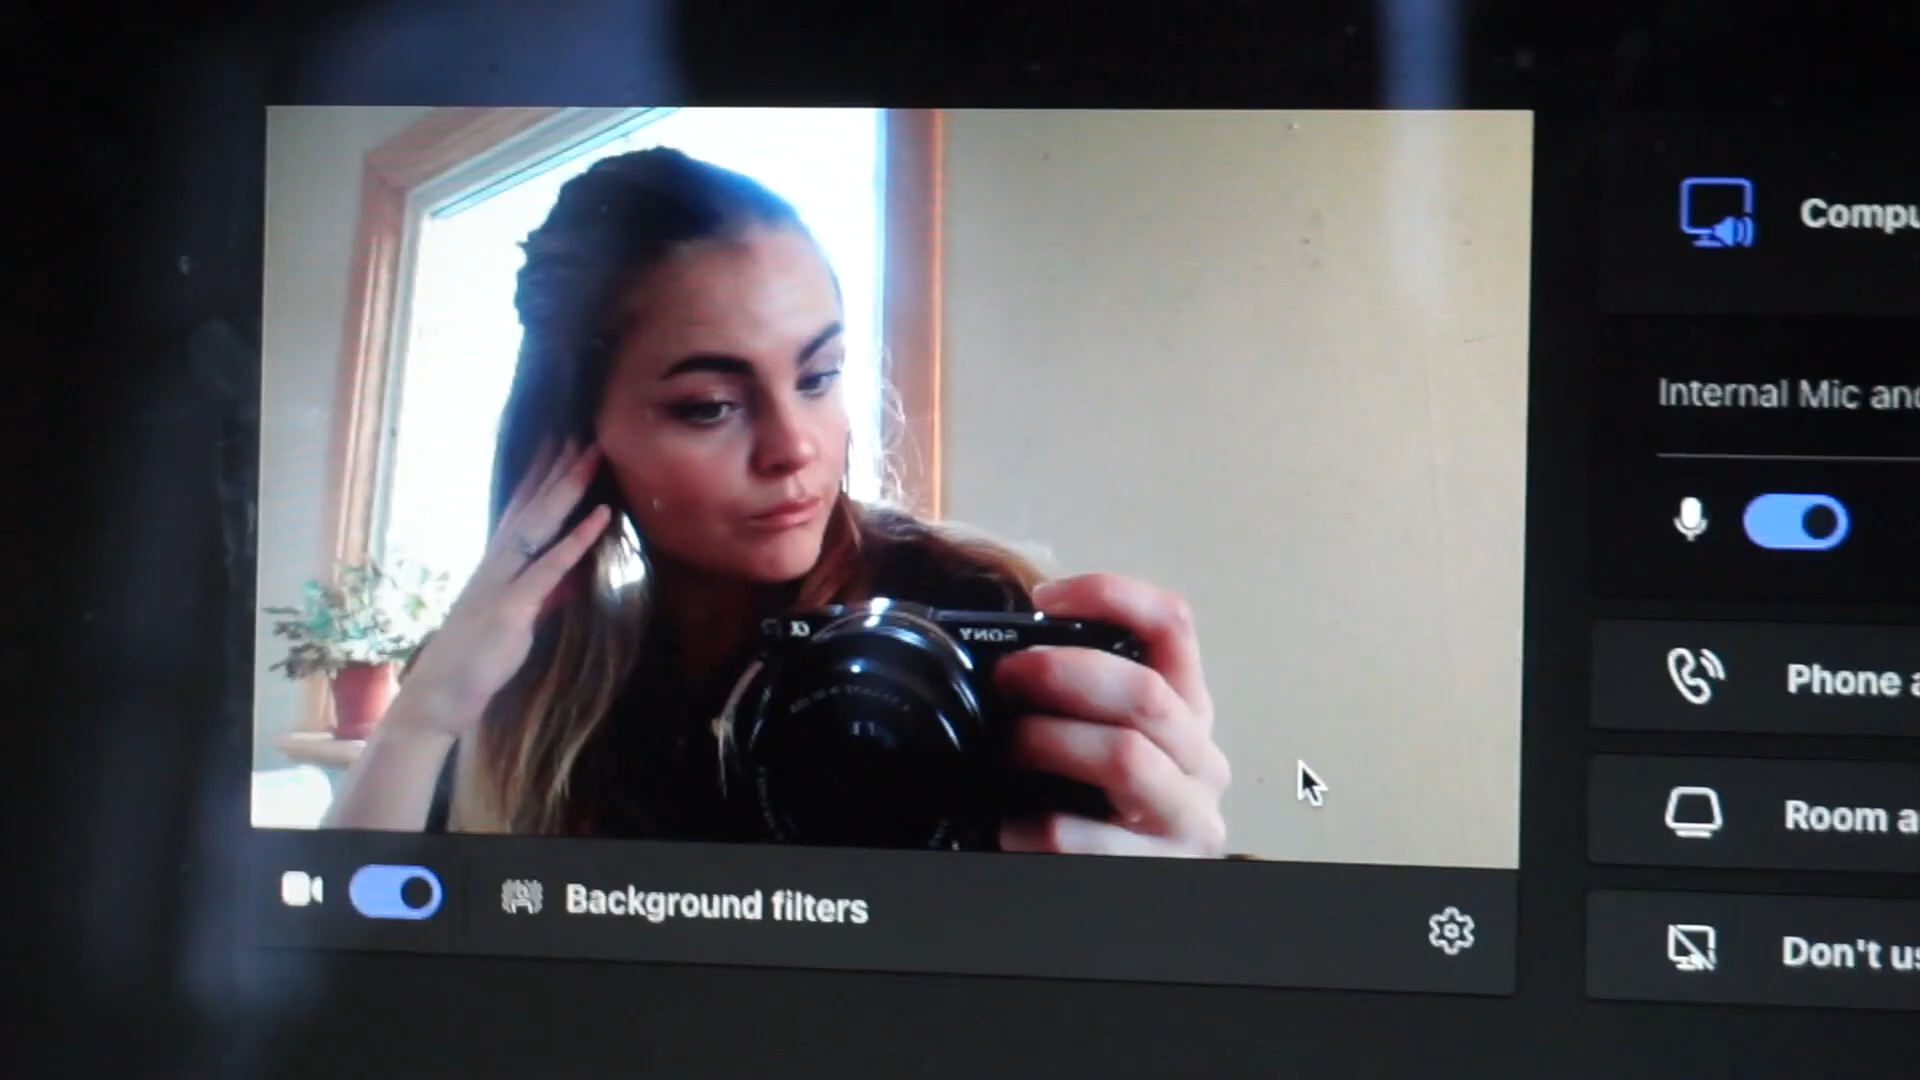 Compu
Internal Mic and
α SONY
Phone a
Room a
Background filters
Don't us